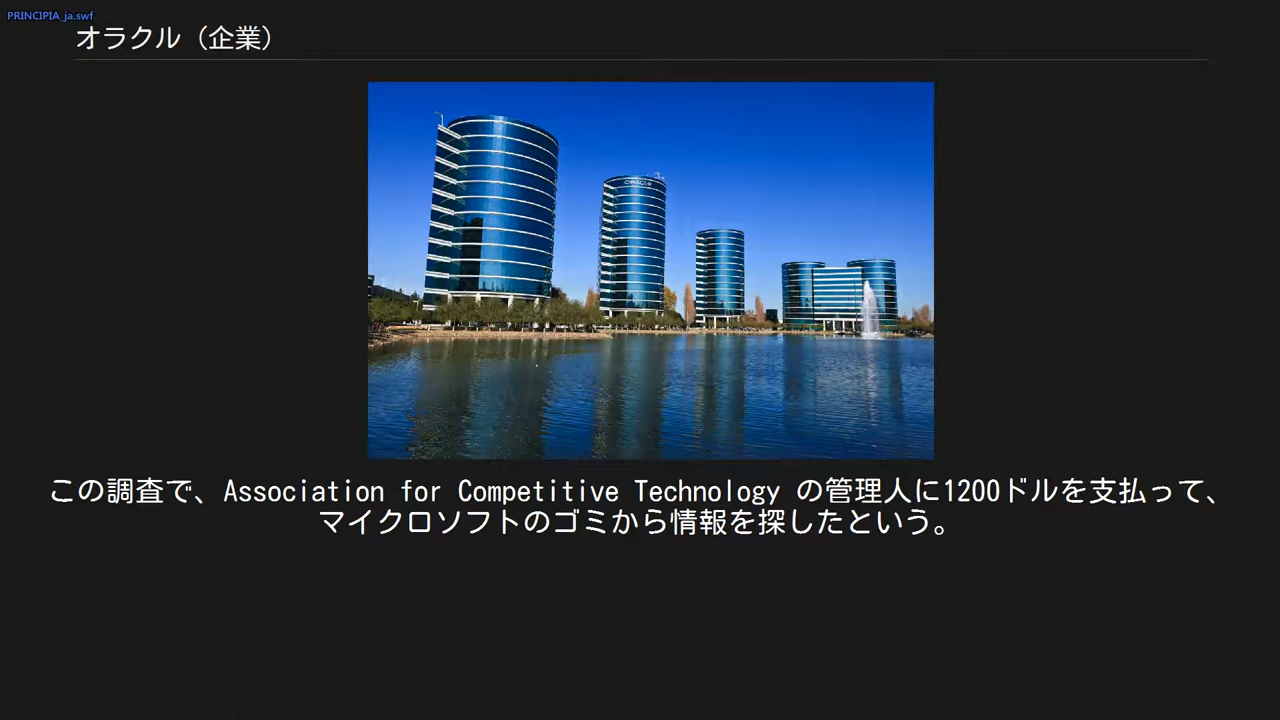 PRINCIPIA_ja.swf
オラクル（企業）
ORACLE
この調査で、Association for Competitive Technology の管理人に1200ドルを支払って、
マイクロソフトのゴミから情報を探したという。